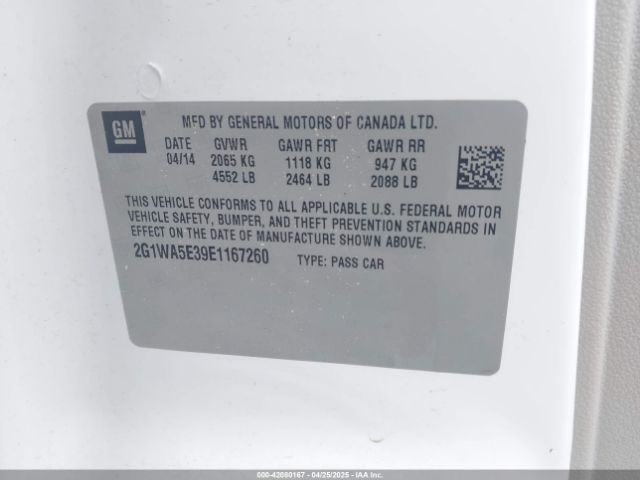 GM
MFD BY GENERAL MOTORS OF CANADA LTD.
DATE GVWR GAWR FRT GAWR RR
04/14 2065 KG 1118 KG 947 KG
4552 LB 2464 LB 2088 LB
THIS VEHICLE CONFORMS TO ALL APPLICABLE U.S. FEDERAL MOTOR
VEHICLE SAFETY, BUMPER, AND THEFT PREVENTION STANDARDS IN
EFFECT ON THE DATE OF MANUFACTURE SHOWN ABOVE.
2G1WA5E39E1167260 TYPE: PASS CAR
000-42080167 - 04/25/2025 - IAAI.COM